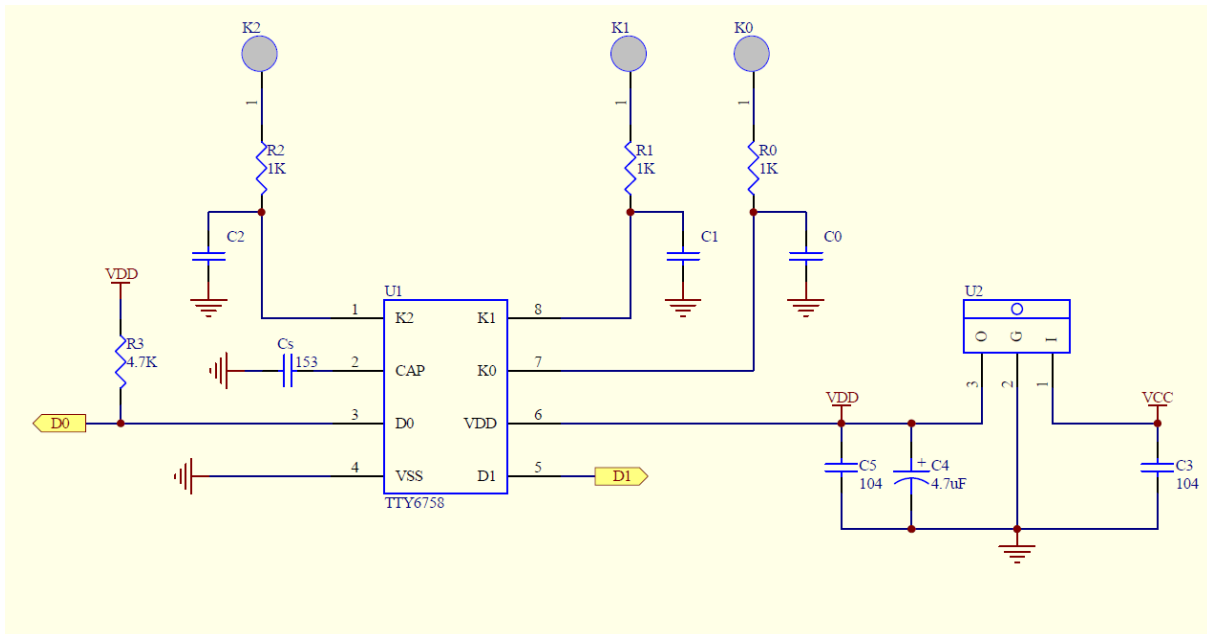 K2
K1
K0
1
1
1
R2
1K
R1
1K
R0
1K
C2
C1
C0
VDD
R3
4.7K
U1
1
K2
K1
8
Cs
153
2
CAP
K0
7
D0
3
D0
VDD
6
4
VSS
D1
5
D1
TTY6758
U2
O
G
I
3
2
1
VDD
VCC
C5
104
+
C4
4.7uF
C3
104